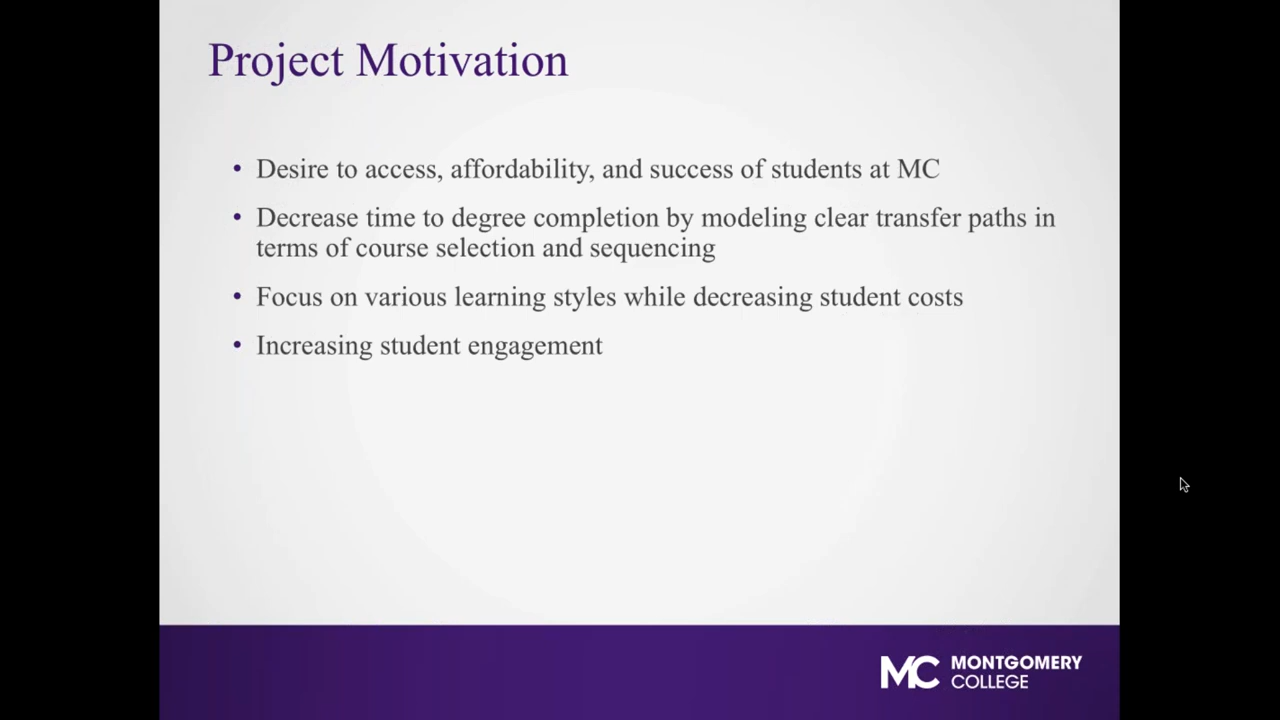 Project Motivation
• Desire to access, affordability, and success of students at MC
• Decrease time to degree completion by modeling clear transfer paths in
terms of course selection and sequencing
• Focus on various learning styles while decreasing student costs
• Increasing student engagement
MC MONTGOMERY
COLLEGE